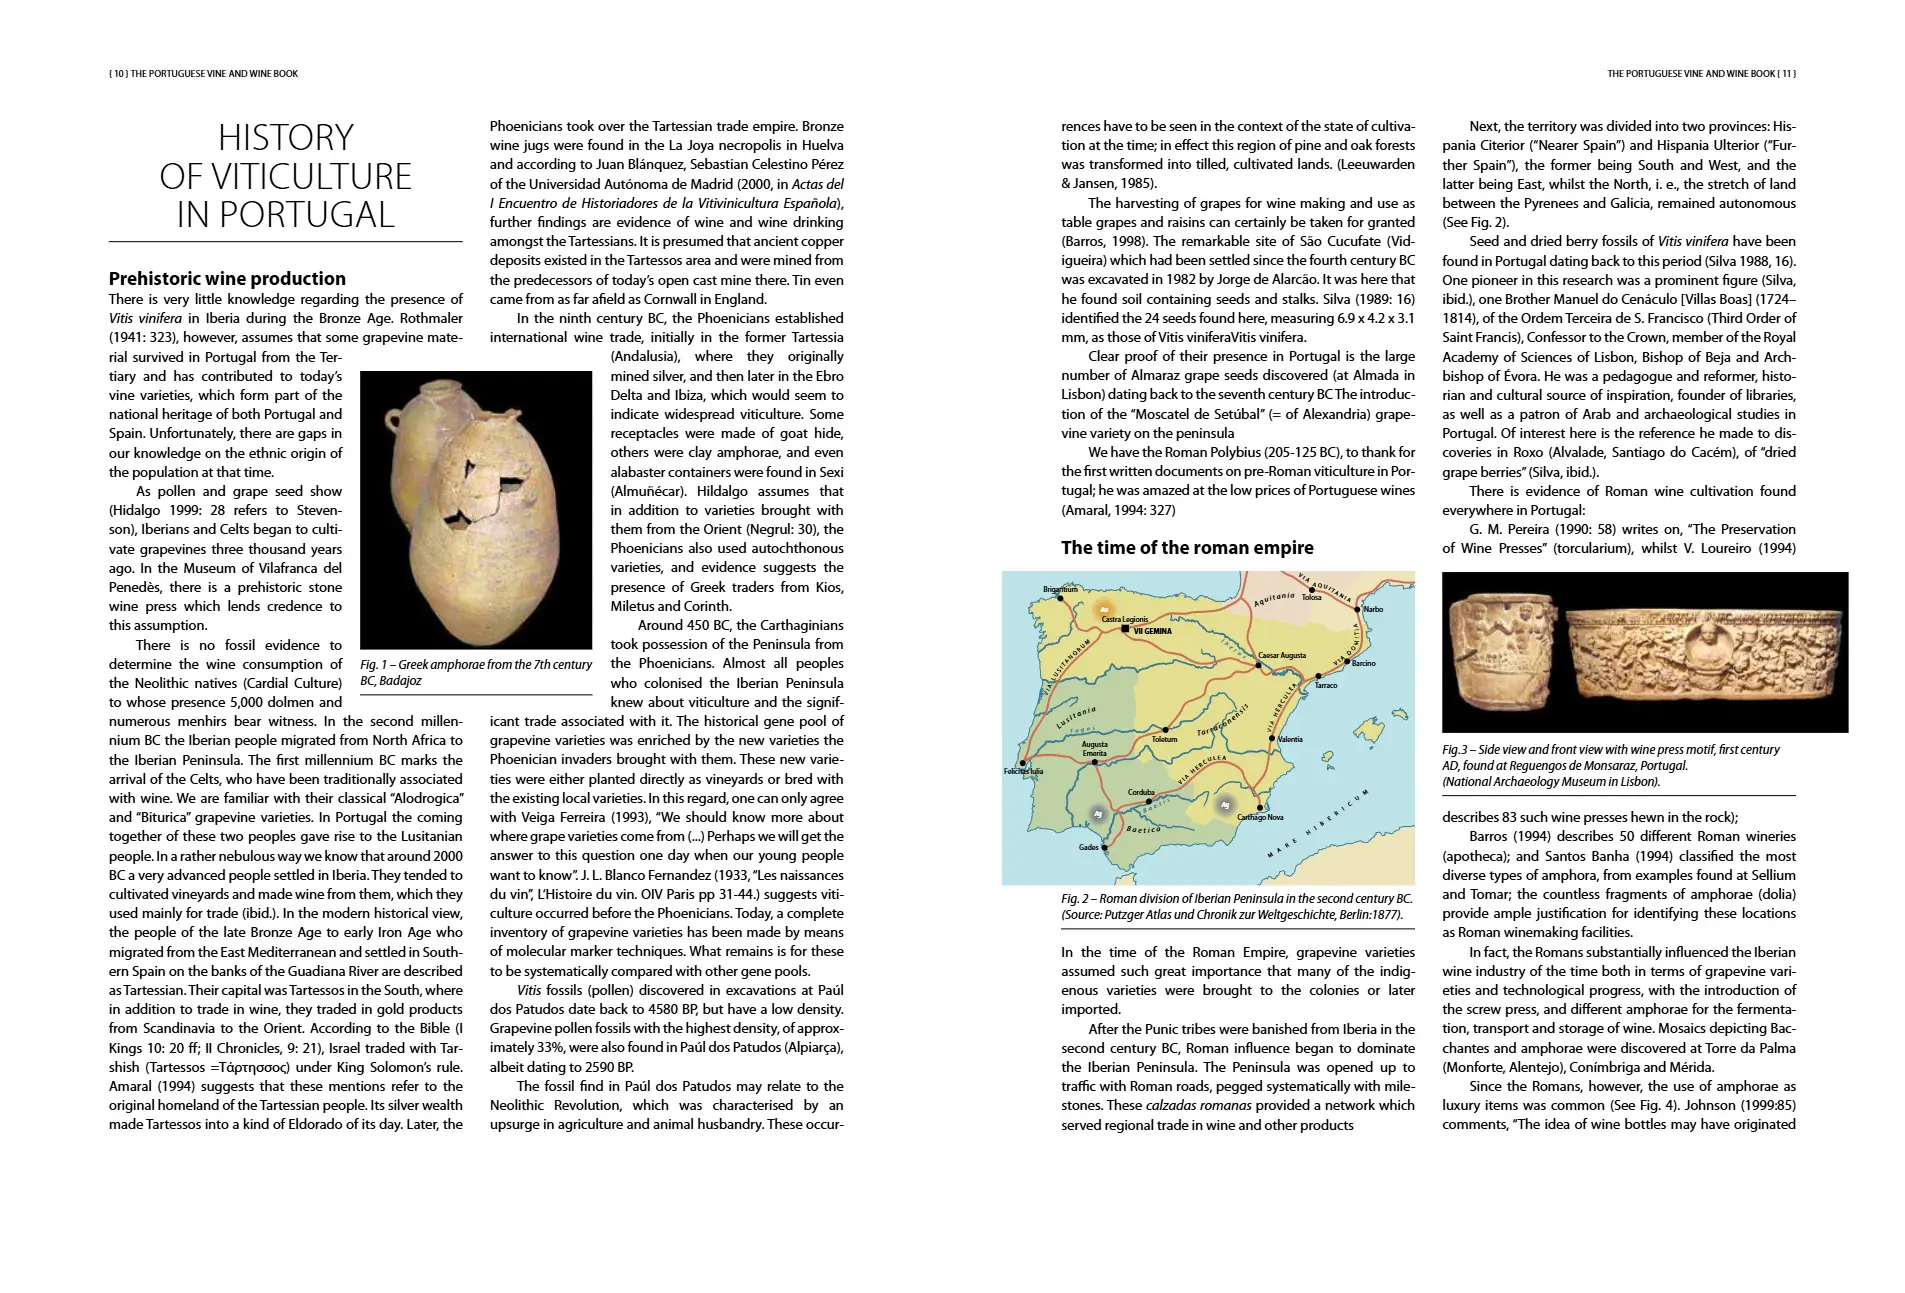 { 10 } THE PORTUGUESE VINE AND WINE BOOK
HISTORY
OF VITICULTURE
IN PORTUGAL
Prehistoric wine production
There is very little knowledge regarding the presence of
Vitis vinifera in Iberia during the Bronze Age. Rothmaler
(1941: 323), however, assumes that some grapevine mate-
rial survived in Portugal from the Ter-
tiary and has contributed to today's
vine varieties, which form part of the
national heritage of both Portugal and
Spain. Unfortunately, there are gaps in
our knowledge on the ethnic origin of
the population at that time.
As pollen and grape seed show
(Hidalgo 1999: 28 refers to Steven-
son), Iberians and Celts began to culti-
vate grapevines three thousand years
ago. In the Museum of Vilafranca del
Penedès, there is a prehistoric stone
wine press which lends credence to
this assumption.
There is no fossil evidence to
determine the wine consumption of
the Neolithic natives (Cardial Culture)
to whose presence 5,000 dolmen and
numerous menhirs bear witness. In the second millen-
nium BC the Iberian people migrated from North Africa to
the Iberian Peninsula. The first millennium BC marks the
arrival of the Celts, who have been traditionally associated
with wine. We are familiar with their classical “Alodrogica”
and “Biturica” grapevine varieties. In Portugal the coming
together of these two peoples gave rise to the Lusitanian
people. In a rather nebulous way we know that around 2000
BC a very advanced people settled in Iberia. They tended to
cultivated vineyards and made wine from them, which they
used mainly for trade (ibid.). In the modern historical view,
the people of the late Bronze Age to early Iron Age who
migrated from the East Mediterranean and settled in South-
ern Spain on the banks of the Guadiana River are described
as Tartessian. Their capital was Tartessos in the South, where
in addition to trade in wine, they traded in gold products
from Scandinavia to the Orient. According to the Bible (I
Kings 10: 20 ff; II Chronicles, 9: 21), Israel traded with Tar-
shish (Tartessos =Τάρτησσος) under King Solomon's rule.
Amaral (1994) suggests that these mentions refer to the
original homeland of the Tartessian people. Its silver wealth
made Tartessos into a kind of Eldorado of its day. Later, the
Fig. 1 – Greek amphorae from the 7th century
BC, Badajoz
Phoenicians took over the Tartessian trade empire. Bronze
wine jugs were found in the La Joya necropolis in Huelva
and according to Juan Blánquez, Sebastian Celestino Pérez
of the Universidad Autónoma de Madrid (2000, in Actas del
I Encuentro de Historiadores de la Vitivinicultura Española),
further findings are evidence of wine and wine drinking
amongst the Tartessians. It is presumed that ancient copper
deposits existed in the Tartessos area and were mined from
the predecessors of today's open cast mine there. Tin even
came from as far afield as Cornwall in England.
In the ninth century BC, the Phoenicians established
international wine trade, initially in the former Tartessia
(Andalusia), where they originally
mined silver, and then later in the Ebro
Delta and Ibiza, which would seem to
indicate widespread viticulture. Some
receptacles were made of goat hide,
others were clay amphorae, and even
alabaster containers were found in Sexi
(Almuñécar). Hildalgo assumes that
in addition to varieties brought with
them from the Orient (Negrul: 30), the
Phoenicians also used autochthonous
varieties, and evidence suggests the
presence of Greek traders from Kios,
Miletus and Corinth.
Around 450 BC, the Carthaginians
took possession of the Peninsula from
the Phoenicians. Almost all peoples
who colonised the Iberian Peninsula
knew about viticulture and the signif-
icant trade associated with it. The historical gene pool of
grapevine varieties was enriched by the new varieties the
Phoenician invaders brought with them. These new varie-
ties were either planted directly as vineyards or bred with
the existing local varieties. In this regard, one can only agree
with Veiga Ferreira (1993), “We should know more about
where grape varieties come from (...) Perhaps we will get the
answer to this question one day when our young people
want to know”. J. L. Blanco Fernandez (1933, “Les naissances
du vin”, L'Histoire du vin. OIV Paris pp 31-44.) suggests viti-
culture occurred before the Phoenicians. Today, a complete
inventory of grapevine varieties has been made by means
of molecular marker techniques. What remains is for these
to be systematically compared with other gene pools.
Vitis fossils (pollen) discovered in excavations at Paúl
dos Patudos date back to 4580 BP, but have a low density.
Grapevine pollen fossils with the highest density, of approx-
imately 33%, were also found in Paúl dos Patudos (Alpiarça),
albeit dating to 2590 BP.
The fossil find in Paúl dos Patudos may relate to the
Neolithic Revolution, which was characterised by an
upsurge in agriculture and animal husbandry. These occur-
THE PORTUGUESE VINE AND WINE BOOK { 11 }
rences have to be seen in the context of the state of cultiva-
tion at the time; in effect this region of pine and oak forests
was transformed into tilled, cultivated lands. (Leeuwarden
& Jansen, 1985).
The harvesting of grapes for wine making and use as
table grapes and raisins can certainly be taken for granted
(Barros, 1998). The remarkable site of São Cucufate (Vid-
igueira) which had been settled since the fourth century BC
was excavated in 1982 by Jorge de Alarcão. It was here that
he found soil containing seeds and stalks. Silva (1989: 16)
identified the 24 seeds found here, measuring 6.9 x 4.2 x 3.1
mm, as those of Vitis viniferaVitis vinifera.
Clear proof of their presence in Portugal is the large
number of Almaraz grape seeds discovered (at Almada in
Lisbon) dating back to the seventh century BC The introduc-
tion of the “Moscatel de Setúbal” (= of Alexandria) grape-
vine variety on the peninsula
We have the Roman Polybius (205-125 BC), to thank for
the first written documents on pre-Roman viticulture in Por-
tugal; he was amazed at the low prices of Portuguese wines
(Amaral, 1994: 327)
The time of the roman empire
Brigantium
Au
Castra Legionis
VII GEMINA
VIA LUSITANORUM
Iberus
Aquitania
VIA AQUITANIA
Tolosa
Narbo
VIA DOMITIA
Caesar Augusta
Barcino
Tarraco
VIA HERCULEA
Lusitania
Tagus
Toletum
Tarraconensis
Valentia
Augusta
Emerita
Felicitas Iulia
VIA HERCULEA
Corduba
Baetis
Ag
Ag
Carthago Nova
Baetica
Gades
MARE HIBERICUM
Fig. 2 – Roman division of Iberian Peninsula in the second century BC.
(Source: Putzger Atlas und Chronik zur Weltgeschichte, Berlin:1877).
In the time of the Roman Empire, grapevine varieties
assumed such great importance that many of the indig-
enous varieties were brought to the colonies or later
imported.
After the Punic tribes were banished from Iberia in the
second century BC, Roman influence began to dominate
the Iberian Peninsula. The Peninsula was opened up to
traffic with Roman roads, pegged systematically with mile-
stones. These calzadas romanas provided a network which
served regional trade in wine and other products
Next, the territory was divided into two provinces: His-
pania Citerior (“Nearer Spain”) and Hispania Ulterior (“Fur-
ther Spain”), the former being South and West, and the
latter being East, whilst the North, i. e., the stretch of land
between the Pyrenees and Galicia, remained autonomous
(See Fig. 2).
Seed and dried berry fossils of Vitis vinifera have been
found in Portugal dating back to this period (Silva 1988, 16).
One pioneer in this research was a prominent figure (Silva,
ibid.), one Brother Manuel do Cenáculo [Villas Boas] (1724–
1814), of the Ordem Terceira de S. Francisco (Third Order of
Saint Francis), Confessor to the Crown, member of the Royal
Academy of Sciences of Lisbon, Bishop of Beja and Arch-
bishop of Évora. He was a pedagogue and reformer, histo-
rian and cultural source of inspiration, founder of libraries,
as well as a patron of Arab and archaeological studies in
Portugal. Of interest here is the reference he made to dis-
coveries in Roxo (Alvalade, Santiago do Cacém), of “dried
grape berries” (Silva, ibid.).
There is evidence of Roman wine cultivation found
everywhere in Portugal:
G. M. Pereira (1990: 58) writes on, “The Preservation
of Wine Presses” (torcularium), whilst V. Loureiro (1994)
Fig.3 – Side view and front view with wine press motif, first century
AD, found at Reguengos de Monsaraz, Portugal.
(National Archaeology Museum in Lisbon).
describes 83 such wine presses hewn in the rock);
Barros (1994) describes 50 different Roman wineries
(apotheca); and Santos Banha (1994) classified the most
diverse types of amphora, from examples found at Sellium
and Tomar; the countless fragments of amphorae (dolia)
provide ample justification for identifying these locations
as Roman winemaking facilities.
In fact, the Romans substantially influenced the Iberian
wine industry of the time both in terms of grapevine vari-
eties and technological progress, with the introduction of
the screw press, and different amphorae for the fermenta-
tion, transport and storage of wine. Mosaics depicting Bac-
chantes and amphorae were discovered at Torre da Palma
(Monforte, Alentejo), Conímbriga and Mérida.
Since the Romans, however, the use of amphorae as
luxury items was common (See Fig. 4). Johnson (1999:85)
comments, “The idea of wine bottles may have originated